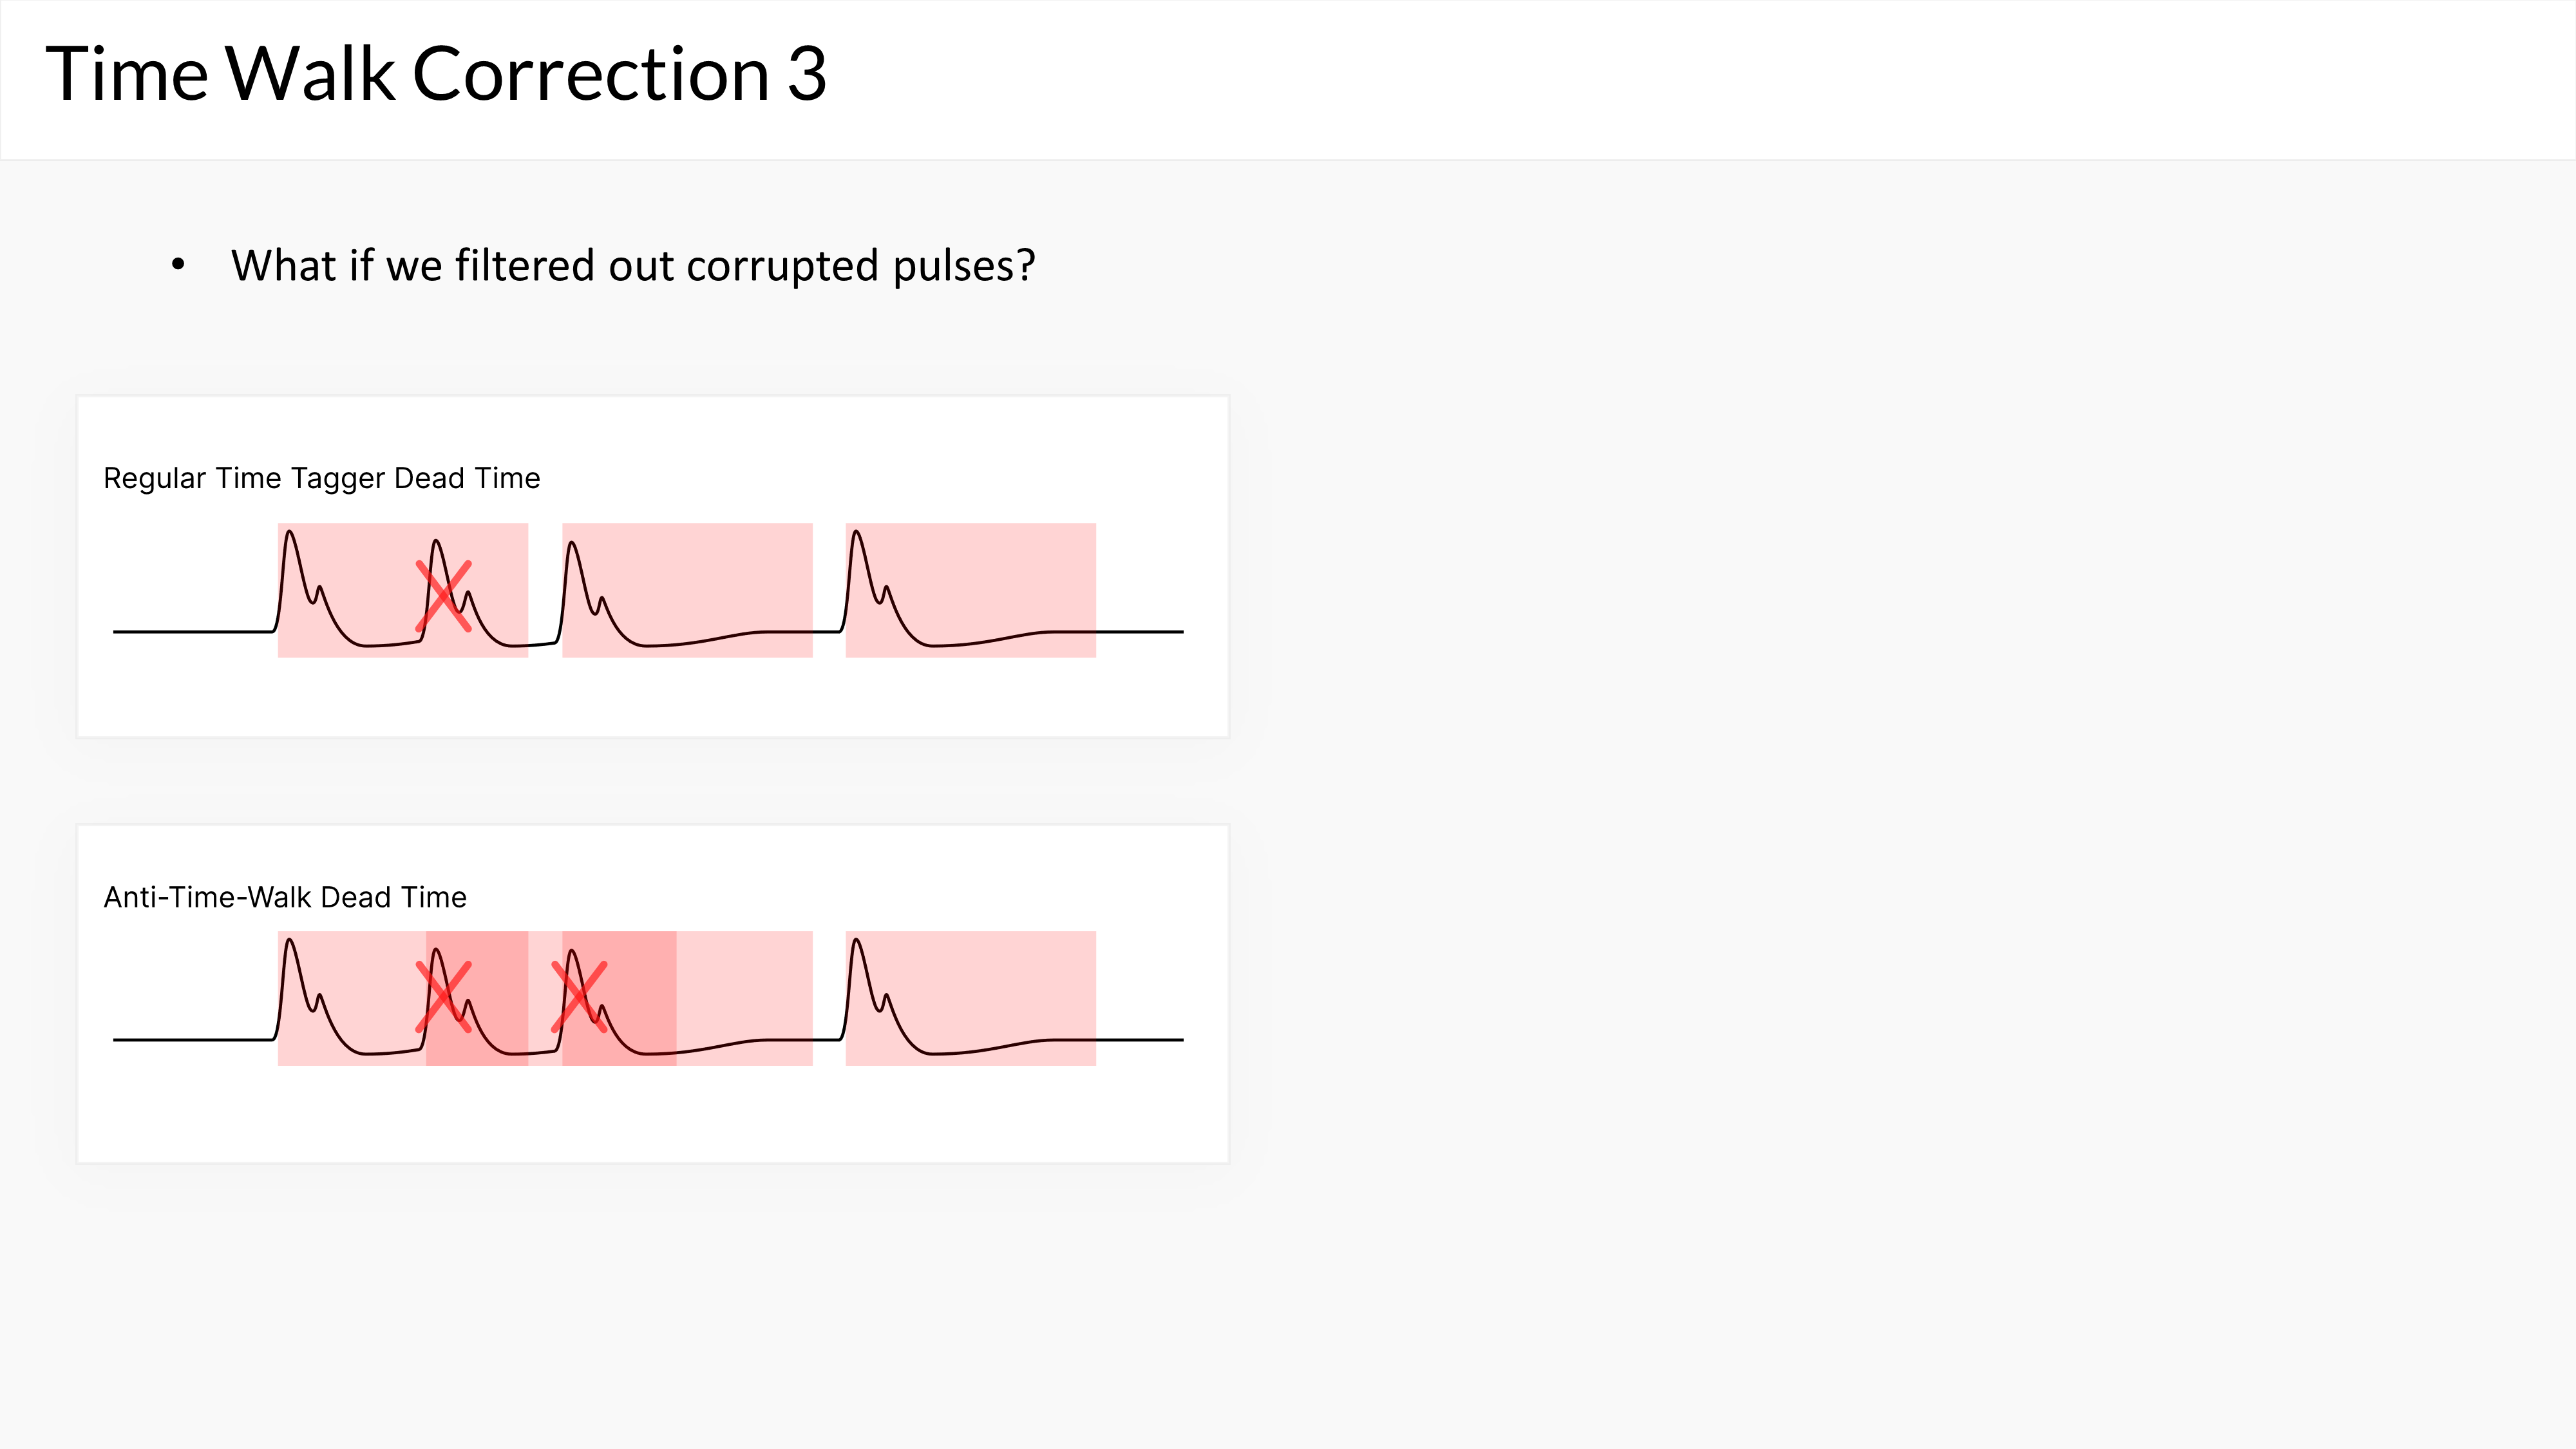 Time Walk Correction 3
• What if we filtered out corrupted pulses?
Regular Time Tagger Dead Time
Anti-Time-Walk Dead Time